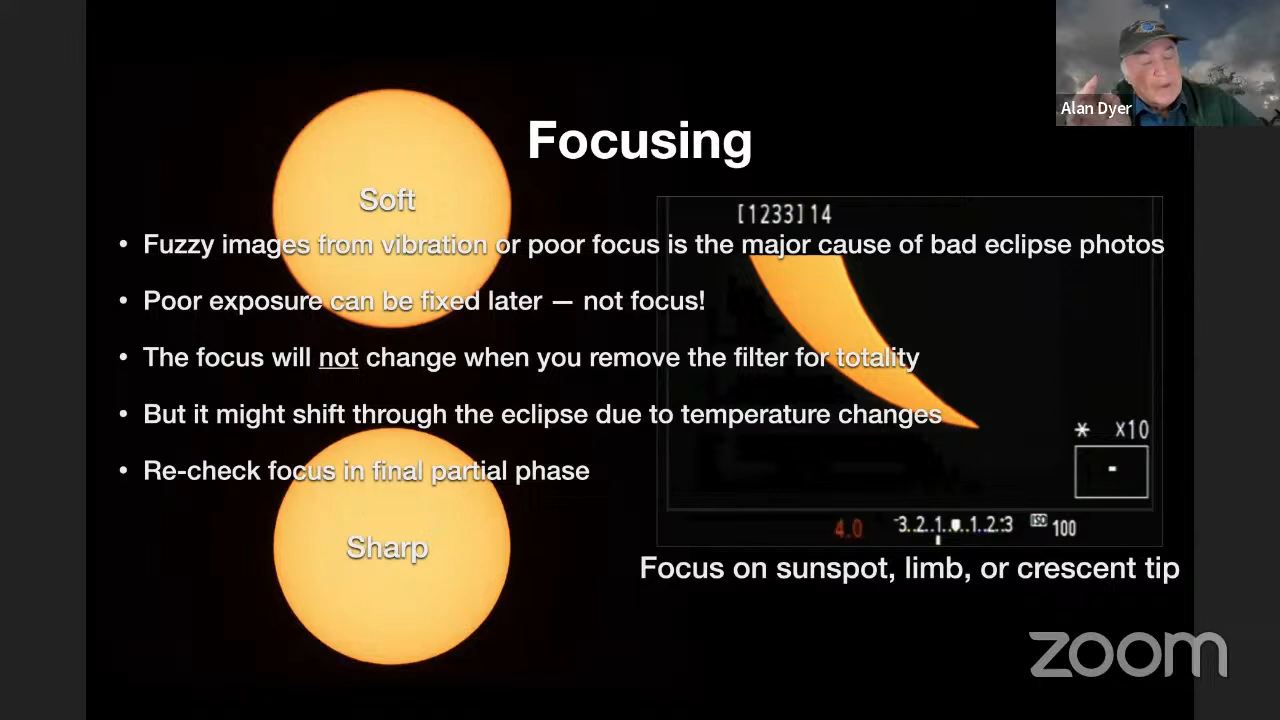 Alan Dyer
Focusing
Soft
[1233]14
• Fuzzy images from vibration or poor focus is the major cause of bad eclipse photos
• Poor exposure can be fixed later — not focus!
• The focus will not change when you remove the filter for totality
• But it might shift through the eclipse due to temperature changes
* x10
• Re-check focus in final partial phase
4.0 -3..2..1..0..1..2..:3 ISO 100
Sharp
Focus on sunspot, limb, or crescent tip
zoom